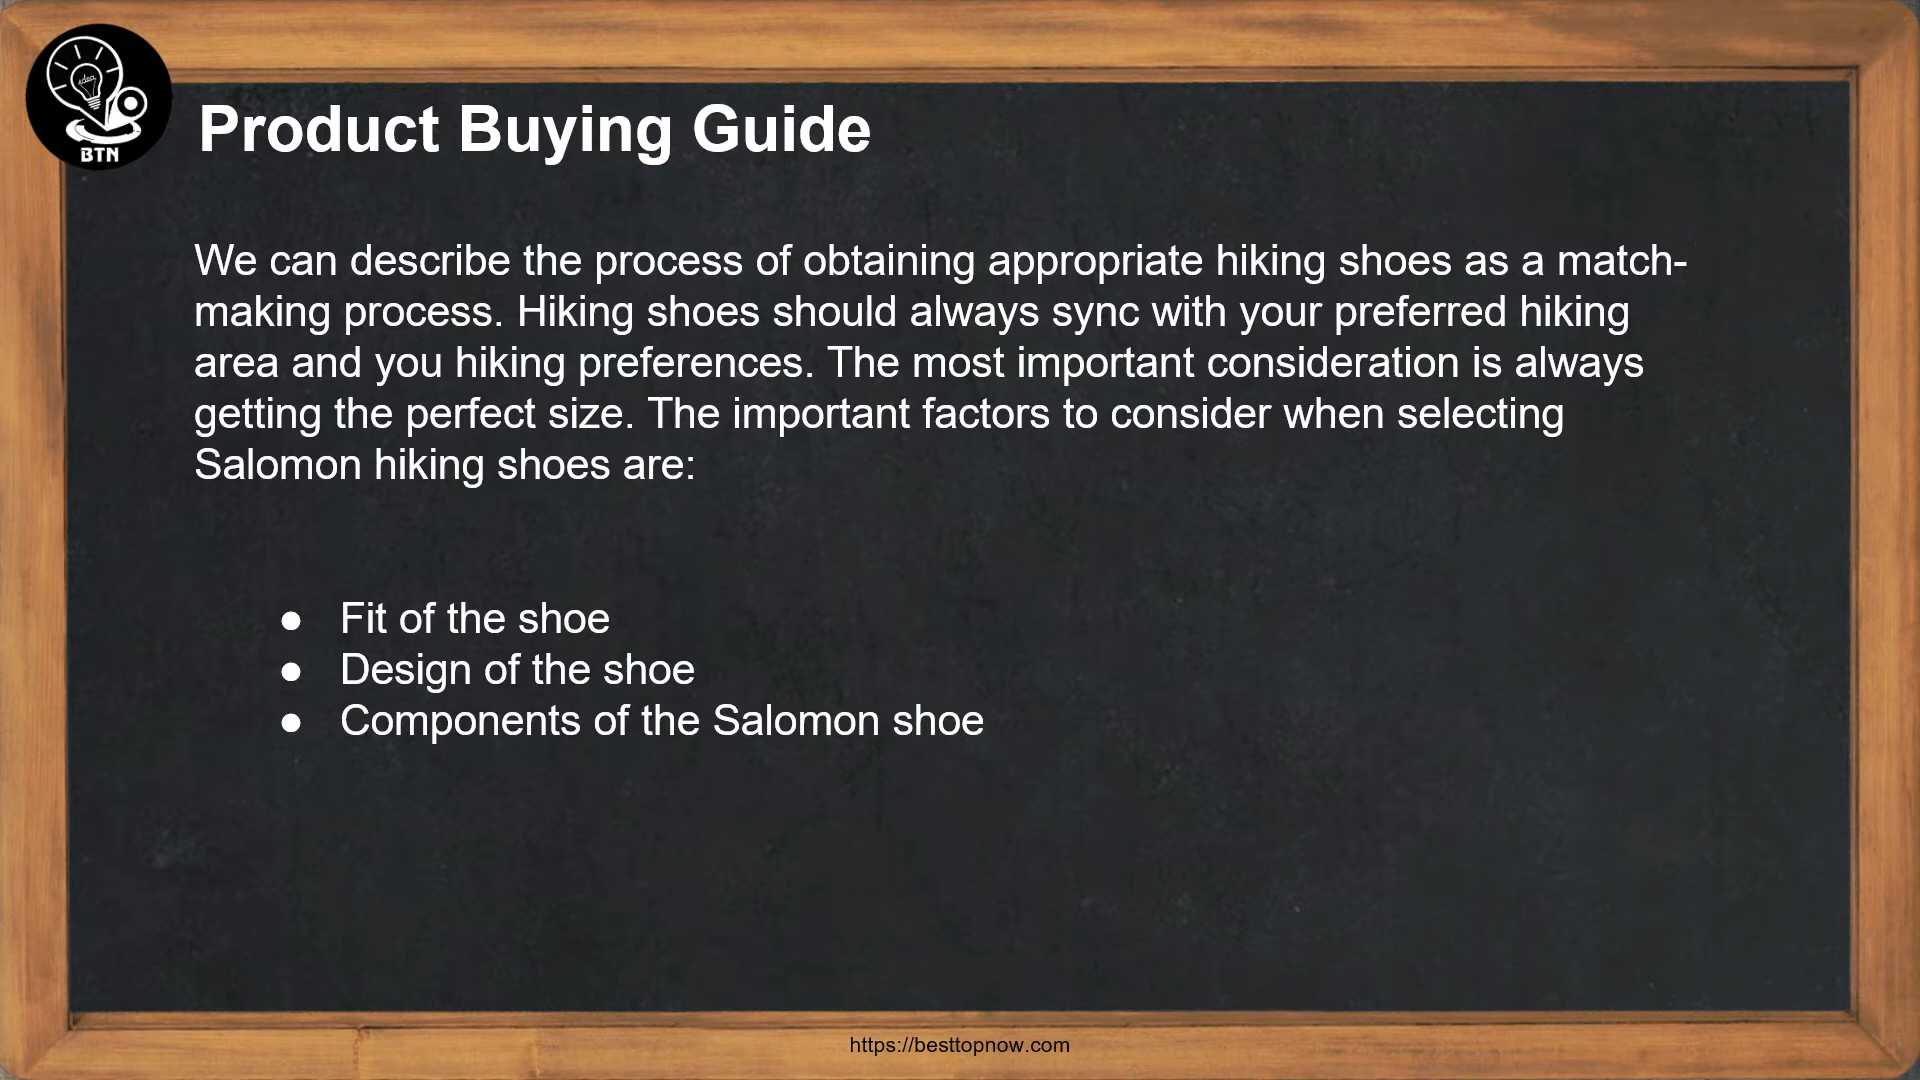 idea
BTN
Product Buying Guide
We can describe the process of obtaining appropriate hiking shoes as a match-
making process. Hiking shoes should always sync with your preferred hiking
area and you hiking preferences. The most important consideration is always
getting the perfect size. The important factors to consider when selecting
Salomon hiking shoes are:
● Fit of the shoe
● Design of the shoe
● Components of the Salomon shoe
https://besttopnow.com